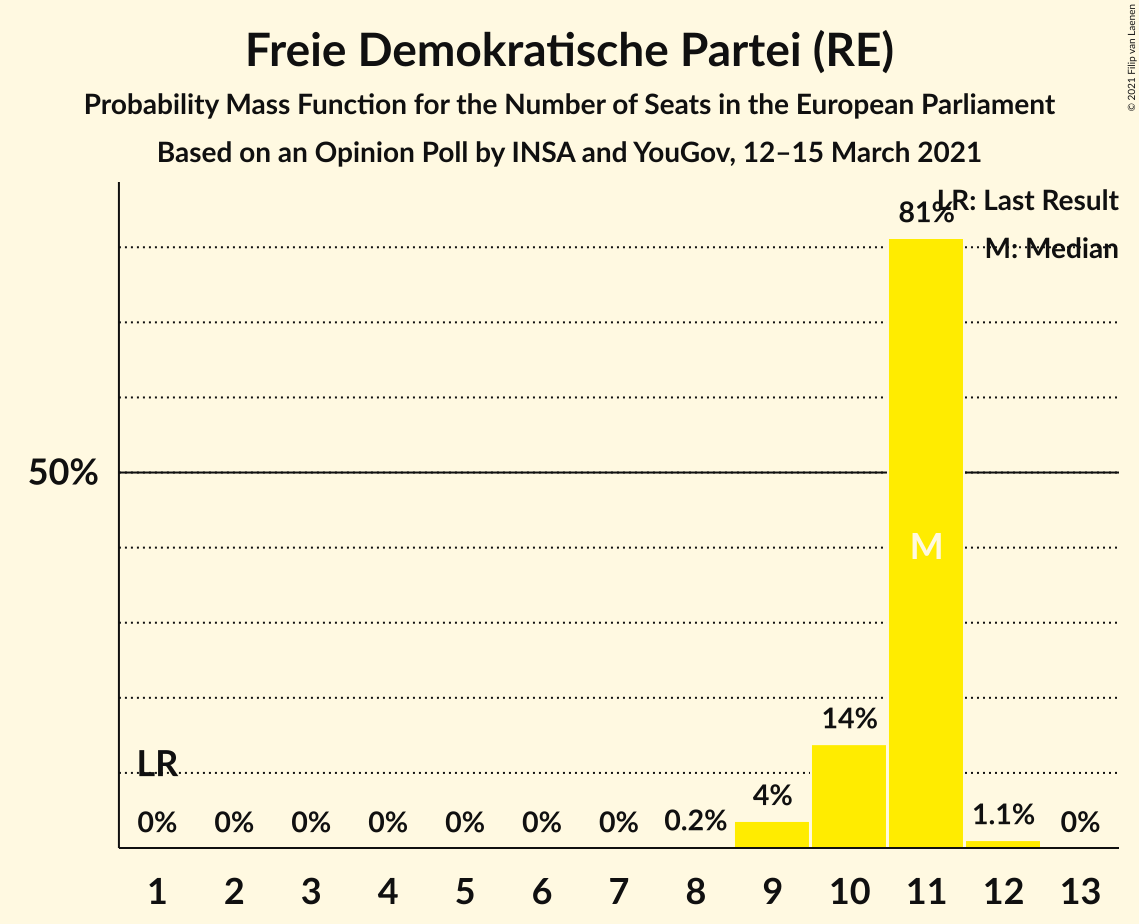 Freie Demokratische Partei (RE)
Probability Mass Function for the Number of Seats in the European Parliament
Based on an Opinion Poll by INSA and YouGov, 12–15 March 2021
© 2021 Filip van Laenen
LR: Last Result
M: Median
81%
50%
M
14%
LR
4%
0% 0% 0% 0% 0% 0% 0% 0.2% 1.1% 0%
1 2 3 4 5 6 7 8 9 10 11 12 13